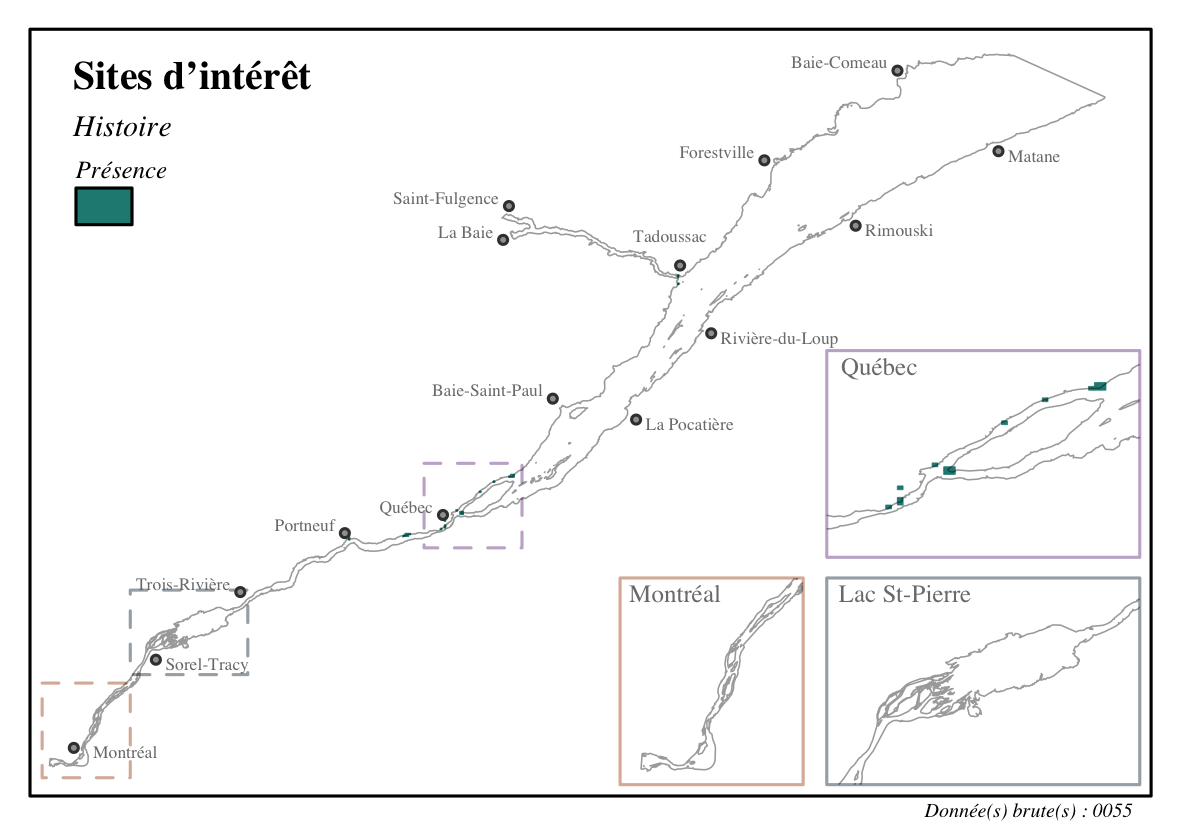 Sites d’intérêt
Histoire
Présence
Baie-Comeau
Forestville
Matane
Saint-Fulgence
La Baie
Tadoussac
Rimouski
Rivière-du-Loup
Baie-Saint-Paul
La Pocatière
Québec
Portneuf
Trois-Rivière
Sorel-Tracy
Montréal
Québec
Montréal
Lac St-Pierre
Donnée(s) brute(s) : 0055